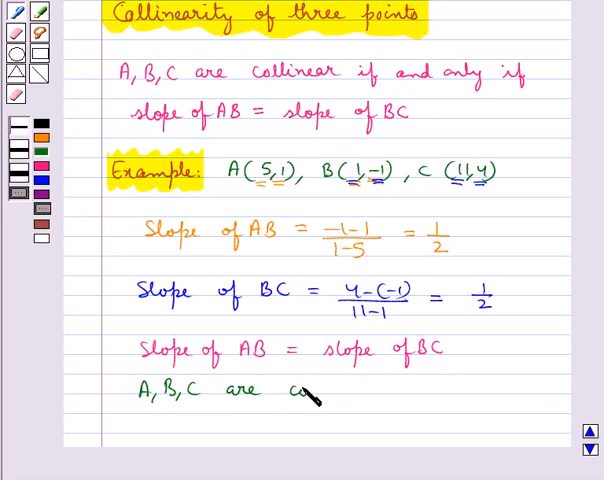 Collinearity of three points
A, B, C are collinear if and only if
slope of AB = slope of BC
Example: A(5,1), B(1,-1), C (11,4)
Slope of AB = (-1-1)/(1-5) = 1/2
Slope of BC = (4-(-1))/(11-1) = 1/2
Slope of AB = slope of BC
A, B, C are co